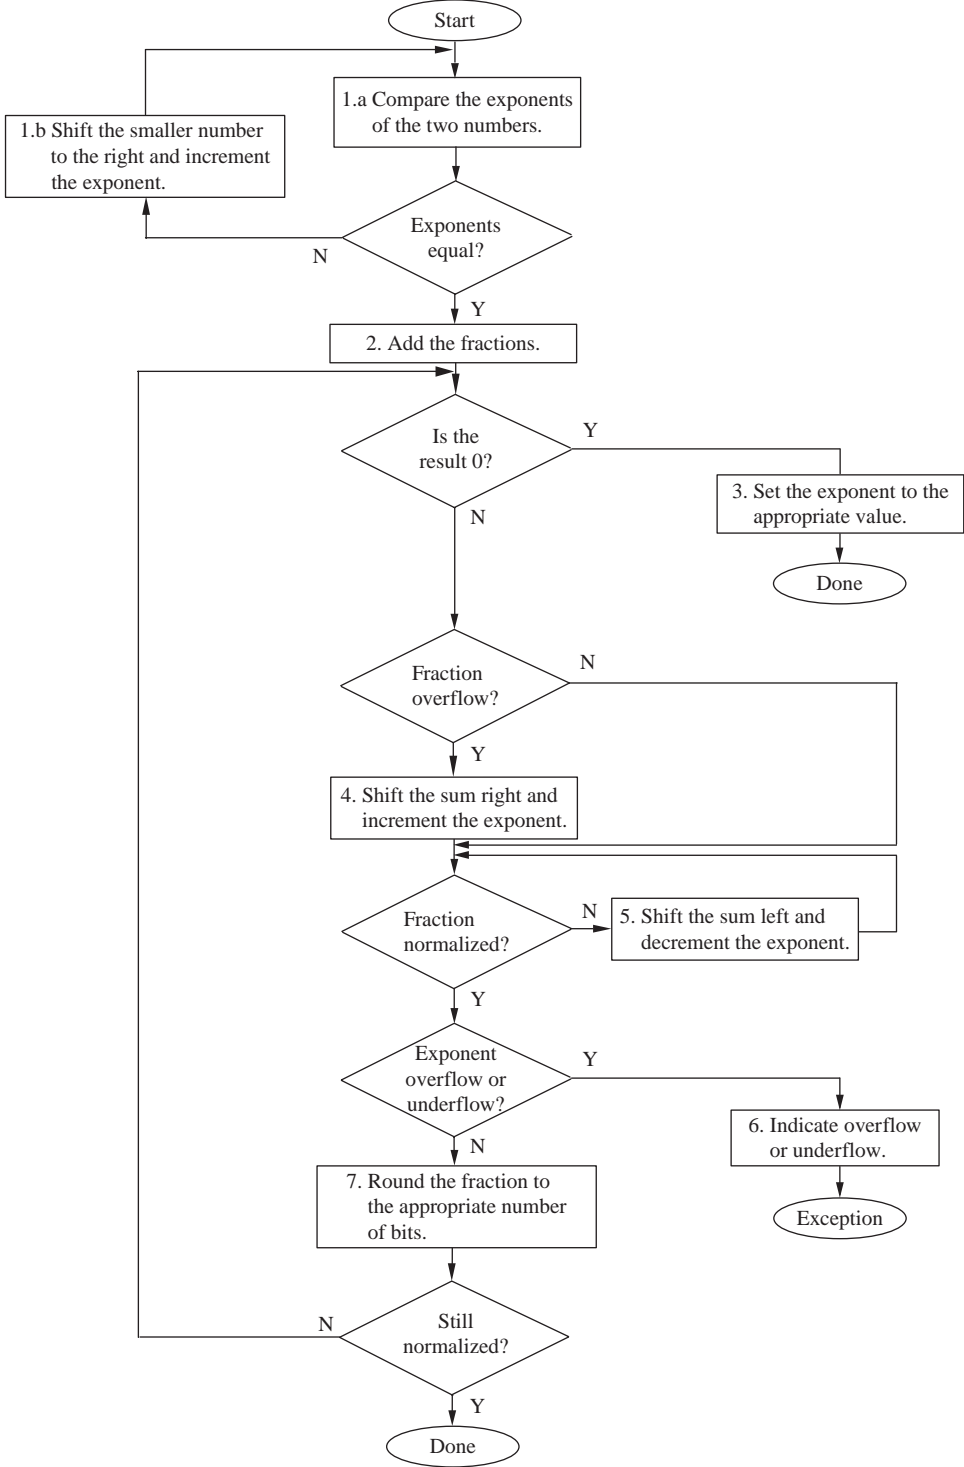 Start
1.a Compare the exponents
of the two numbers.
1.b Shift the smaller number
to the right and increment
the exponent.
Exponents
equal?
N
Y
2. Add the fractions.
Is the
result 0?
Y
N
3. Set the exponent to the
appropriate value.
Done
Fraction
overflow?
N
Y
4. Shift the sum right and
increment the exponent.
Fraction
normalized?
N
5. Shift the sum left and
decrement the exponent.
Y
Exponent
overflow or
underflow?
Y
N
6. Indicate overflow
or underflow.
Exception
7. Round the fraction to
the appropriate number
of bits.
Still
normalized?
N
Y
Done